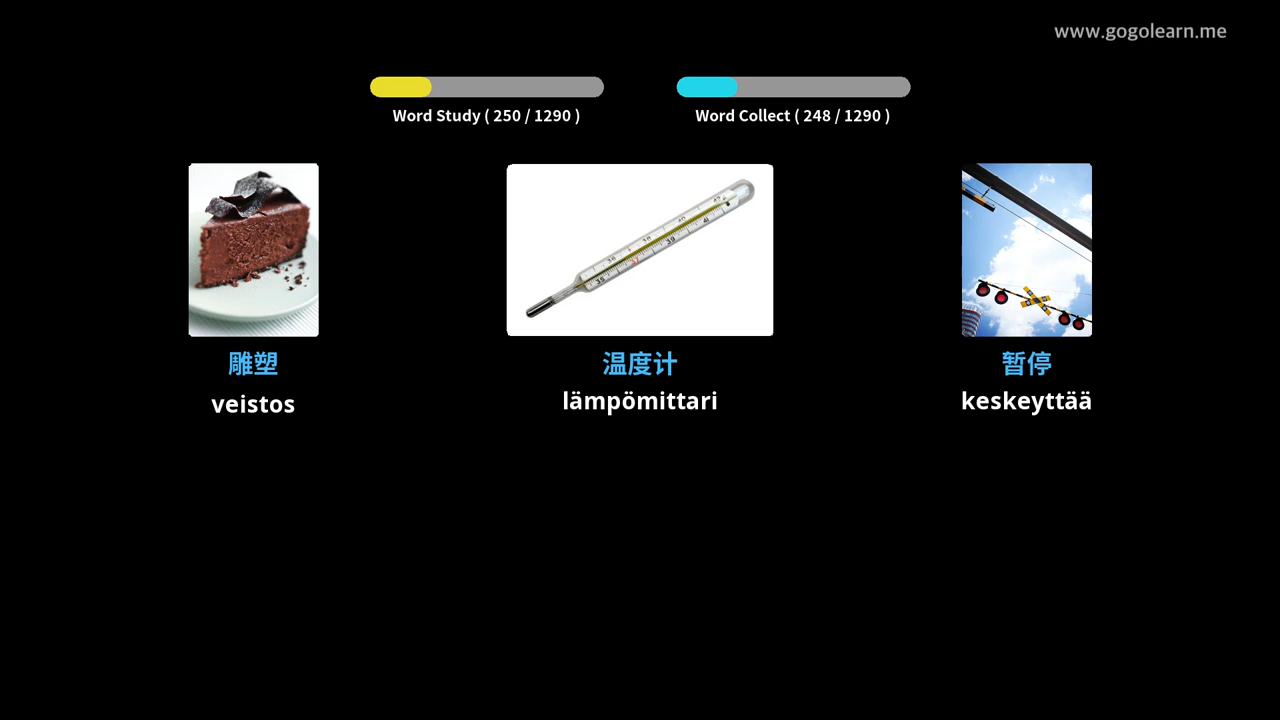 www.gogolearn.me
Word Study ( 250 / 1290 )
Word Collect ( 248 / 1290 )
雕塑
veistos
温度计
lämpömittari
暂停
keskeyttää